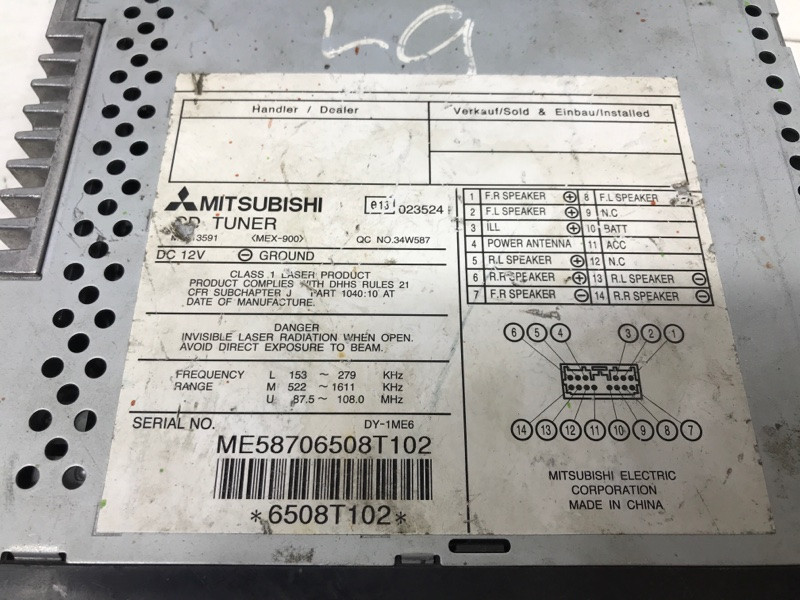 L9
Handler / Dealer
Verkauf/Sold & Einbau/Installed
MITSUBISHI
e13 023524
CD TUNER
3591 <MEX-900> QC NO.34W587
DC 12V ⊖ GROUND
CLASS 1 LASER PRODUCT
PRODUCT COMPLIES WITH DHHS RULES 21
CFR SUBCHAPTER J PART 1040:10 AT
DATE OF MANUFACTURE.
DANGER
INVISIBLE LASER RADIATION WHEN OPEN.
AVOID DIRECT EXPOSURE TO BEAM.
FREQUENCY L 153 ~ 279 KHz
RANGE M 522 ~ 1611 KHz
U 87.5 ~ 108.0 MHz
SERIAL NO. DY-1ME6
ME58706508T102
*6508T102*
1 F.R SPEAKER ⊕ 8 F.L SPEAKER
2 F.L SPEAKER ⊕ 9 N.C
3 ILL ⊕ 10 BATT
4 POWER ANTENNA 11 ACC
5 R.L SPEAKER ⊕ 12 N.C
6 R.R SPEAKER ⊕ 13 R.L SPEAKER ⊖
7 F.R SPEAKER ⊖ 14 R.R SPEAKER ⊖
6 5 4 3 2 1
14 13 12 11 10 9 8 7
MITSUBISHI ELECTRIC
CORPORATION
MADE IN CHINA